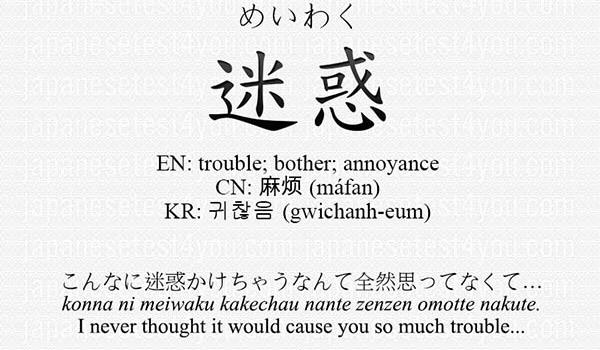 めいわく
迷惑
EN: trouble; bother; annoyance
CN: 麻烦 (máfan)
KR: 귀찮음 (gwichanh-eum)
こんなに迷惑かけちゃうなんて全然思ってなくて…
konna ni meiwaku kakechau nante zenzen omotte nakute.
I never thought it would cause you so much trouble...
japanesetest4you.com